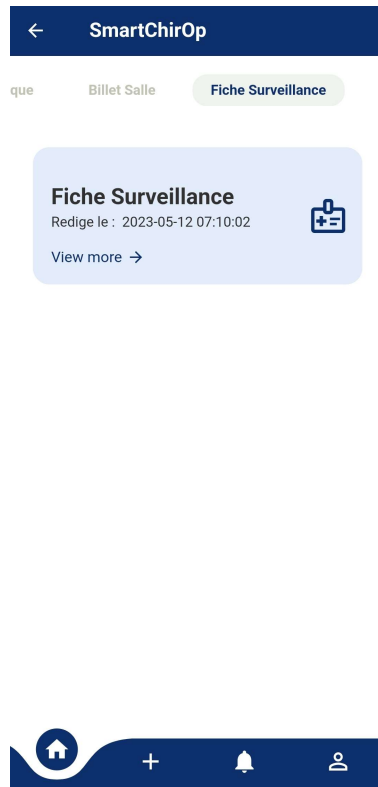 SmartChirOp
que Billet Salle Fiche Surveillance
Fiche Surveillance
Redige le : 2023-05-12 07:10:02
View more →